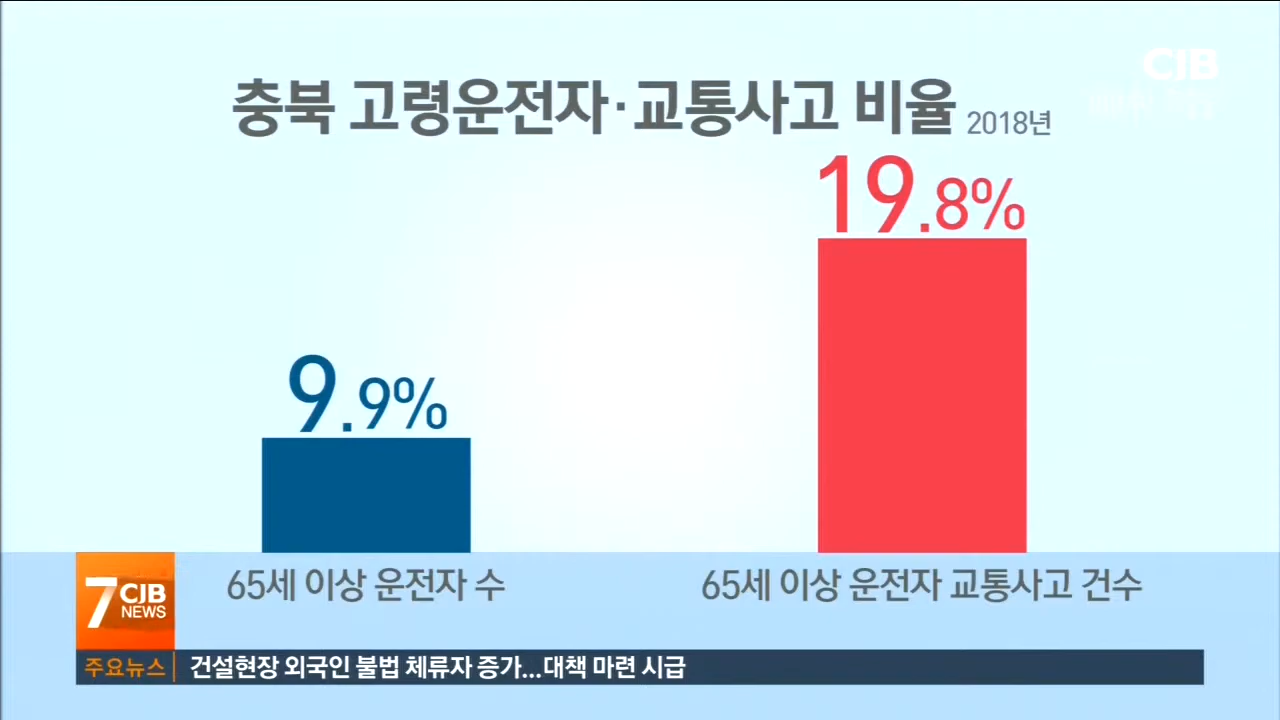 CJB
충북 고령운전자·교통사고 비율 2018년
19.8%
9.9%
65세 이상 운전자 수
65세 이상 운전자 교통사고 건수
7 CJB NEWS
주요뉴스 건설현장 외국인 불법 체류자 증가...대책 마련 시급